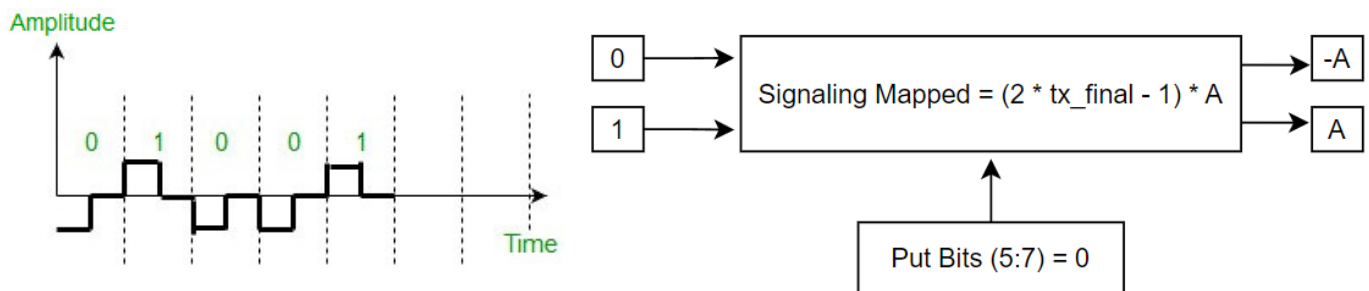 Amplitude
0 1 0 0 1
Time
0
1
Signaling Mapped = (2 * tx_final - 1) * A
-A
A
Put Bits (5:7) = 0